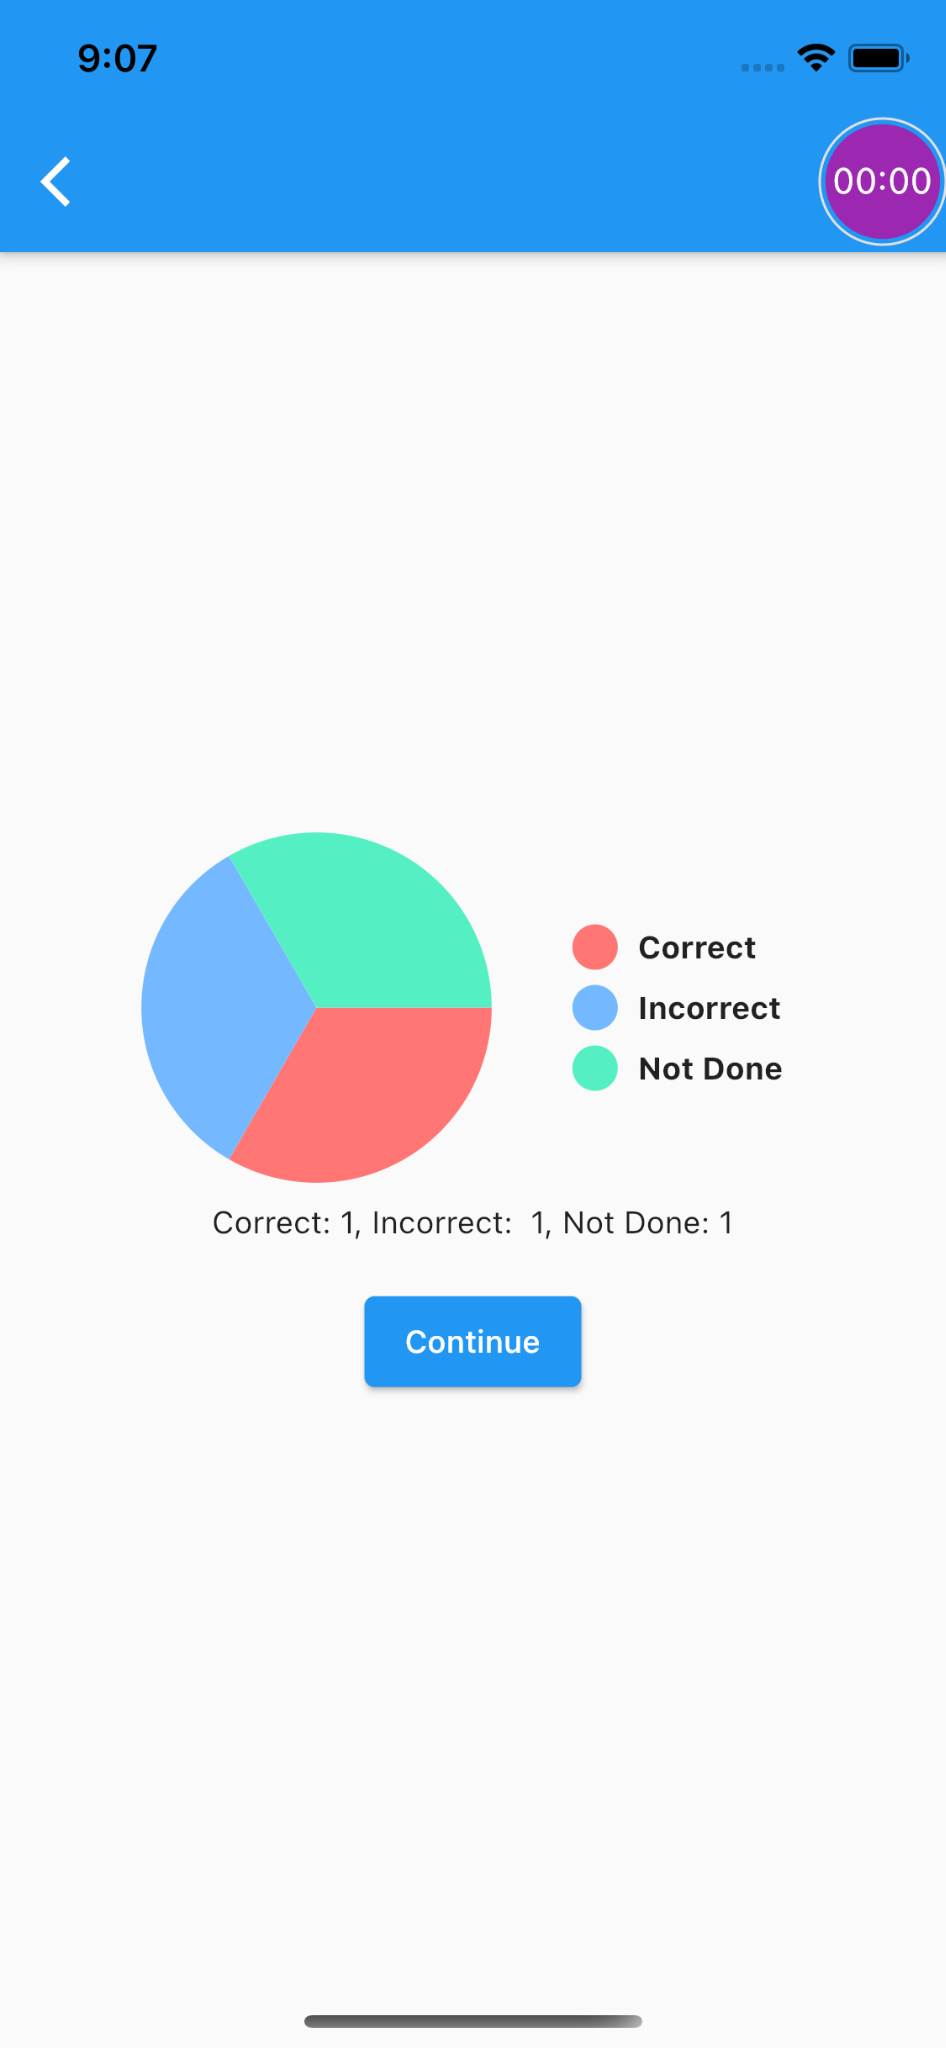 9:07
00:00
Correct
Incorrect
Not Done
Correct: 1, Incorrect:  1, Not Done: 1
Continue